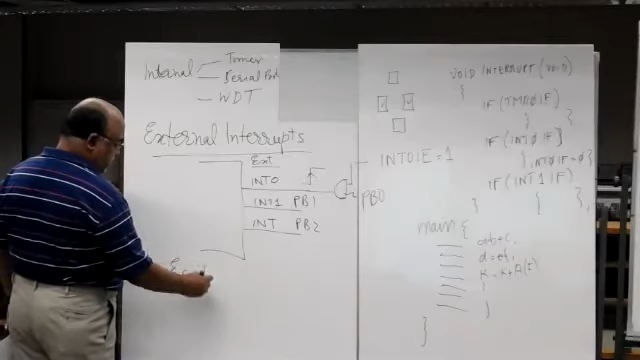 Internal
Timer
Serial Port
WDT
External Interrupts
Ext
INT0
INT1 PB1
INT PB2
PB0
INT0IE = 1
VOID INTERRUPT (VOID)
{
IF (TMR0IF)
{ }
IF (INT0IF)
{ INT0IF=0 }
IF (INT1IF)
{ }
}
main {
}